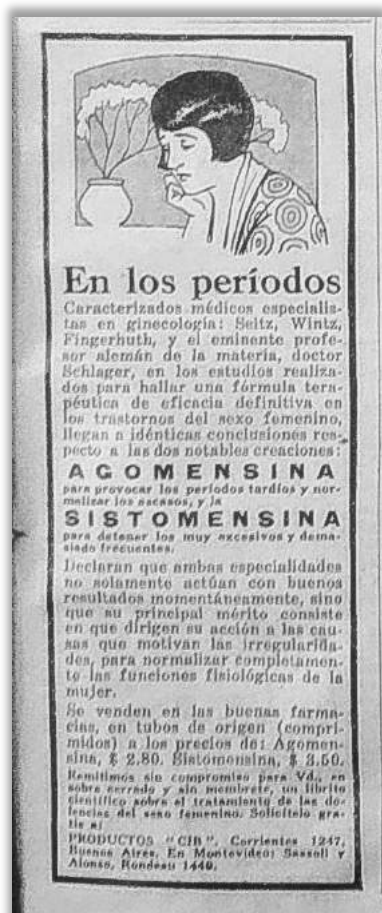 En los períodos
Caracterizados médicos especialis-
tas en ginecología: Seitz, Wintz,
Fingerhuth, y el eminente profe-
sor alemán de la materia, doctor
Schlager, en los estudios realiza-
dos para hallar una fórmula tera-
péutica de eficacia definitiva en
los trastornos del sexo femenino,
llegan a idénticas conclusiones res-
pecto a las dos notables creaciones:
AGOMENSINA
para provocar los períodos tardíos y nor-
malizar los escasos, y la
SISTOMENSINA
para detener los muy excesivos y dema-
siado frecuentes.
Declaran que ambas especialidades
no solamente actúan con buenos
resultados momentáneamente, sino
que su principal mérito consiste
en que dirigen su acción a las cau-
sas que motivan las irregularida-
des, para normalizar completamen-
te las funciones fisiológicas de la
mujer.
Se venden en las buenas farma-
cias, en tubos de origen (compri-
midos) a los precios de: Agomen-
sina, $ 2.80. Sistomensina, $ 3.50.
Remitimos sin compromiso para Vd., en
sobre cerrado y sin membrete, un librito
científico sobre el tratamiento de las do-
lencias del sexo femenino. Solicítelo gra-
tis a:
PRODUCTOS "CIB", Corrientes 1247,
Buenos Aires. En Montevideo: Sassoli y
Alonso, Rondeau 1440.